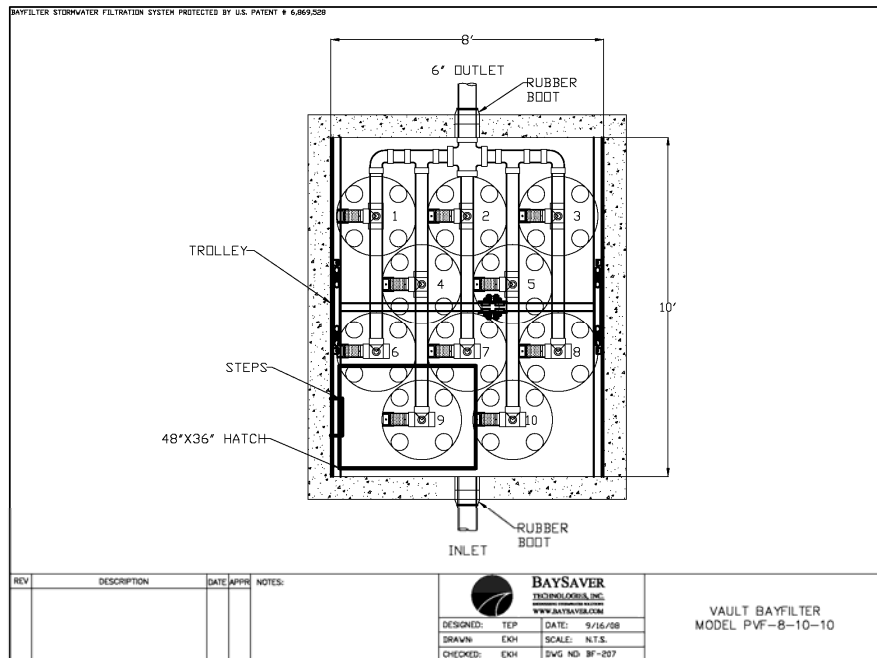 BAYFILTER STORMWATER FILTRATION SYSTEM PROTECTED BY U.S. PATENT # 6,869,528
8'
6" OUTLET
RUBBER
BOOT
1
2
3
TROLLEY
4
5
10'
6
7
8
STEPS
9
10
48"X36" HATCH
RUBBER
BOOT
INLET
REV DESCRIPTION DATE APPR NOTES:
BAYSAVER
TECHNOLOGIES, INC.
ENGINEERING STORMWATER SOLUTIONS
WWW.BAYSAVER.COM
DESIGNED: TEP DATE: 9/16/08
DRAWN: EKH SCALE: N.T.S.
CHECKED: EKH DWG NO: BF-207
VAULT BAYFILTER
MODEL PVF-8-10-10